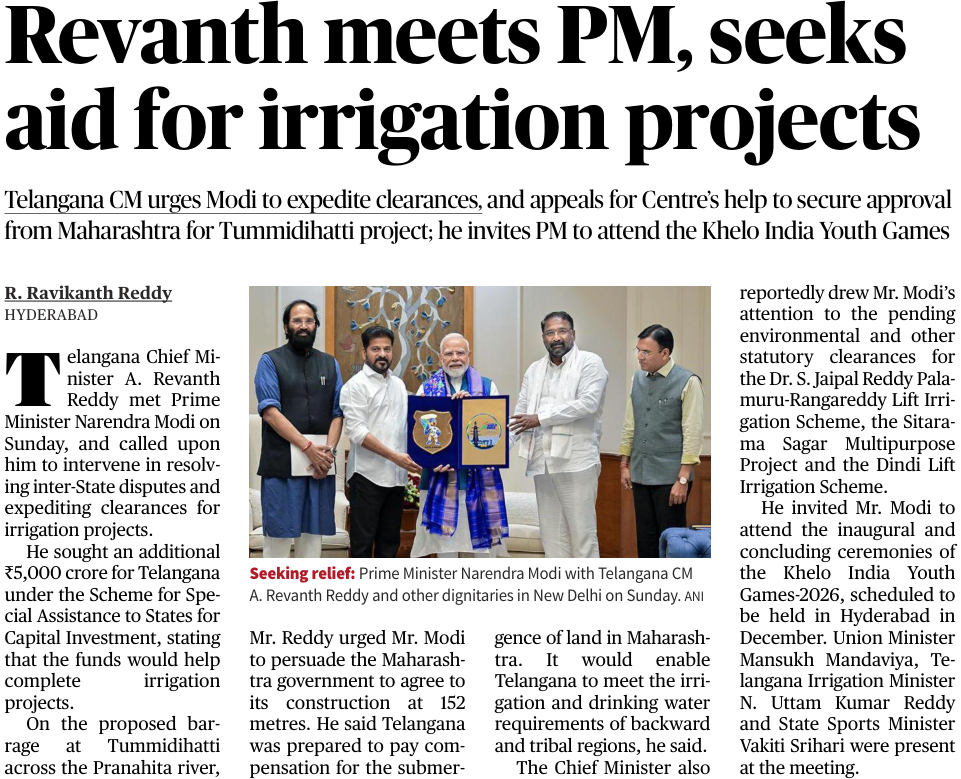 Revanth meets PM, seeks
aid for irrigation projects
Telangana CM urges Modi to expedite clearances, and appeals for Centre’s help to secure approval
from Maharashtra for Tummidihatti project; he invites PM to attend the Khelo India Youth Games
R. Ravikanth Reddy
HYDERABAD
Telangana Chief Mi-
nister A. Revanth
Reddy met Prime
Minister Narendra Modi on
Sunday, and called upon
him to intervene in resolv-
ing inter-State disputes and
expediting clearances for
irrigation projects.
He sought an additional
₹5,000 crore for Telangana
under the Scheme for Spe-
cial Assistance to States for
Capital Investment, stating
that the funds would help
complete irrigation
projects.
On the proposed bar-
rage at Tummidihatti
across the Pranahita river,
Seeking relief: Prime Minister Narendra Modi with Telangana CM
A. Revanth Reddy and other dignitaries in New Delhi on Sunday. ANI
Mr. Reddy urged Mr. Modi
to persuade the Maharash-
tra government to agree to
its construction at 152
metres. He said Telangana
was prepared to pay com-
pensation for the submer-
gence of land in Maharash-
tra. It would enable
Telangana to meet the irri-
gation and drinking water
requirements of backward
and tribal regions, he said.
The Chief Minister also
reportedly drew Mr. Modi’s
attention to the pending
environmental and other
statutory clearances for
the Dr. S. Jaipal Reddy Pala-
muru-Rangareddy Lift Irri-
gation Scheme, the Sitara-
ma Sagar Multipurpose
Project and the Dindi Lift
Irrigation Scheme.
He invited Mr. Modi to
attend the inaugural and
concluding ceremonies of
the Khelo India Youth
Games-2026, scheduled to
be held in Hyderabad in
December. Union Minister
Mansukh Mandaviya, Te-
langana Irrigation Minister
N. Uttam Kumar Reddy
and State Sports Minister
Vakiti Srihari were present
at the meeting.